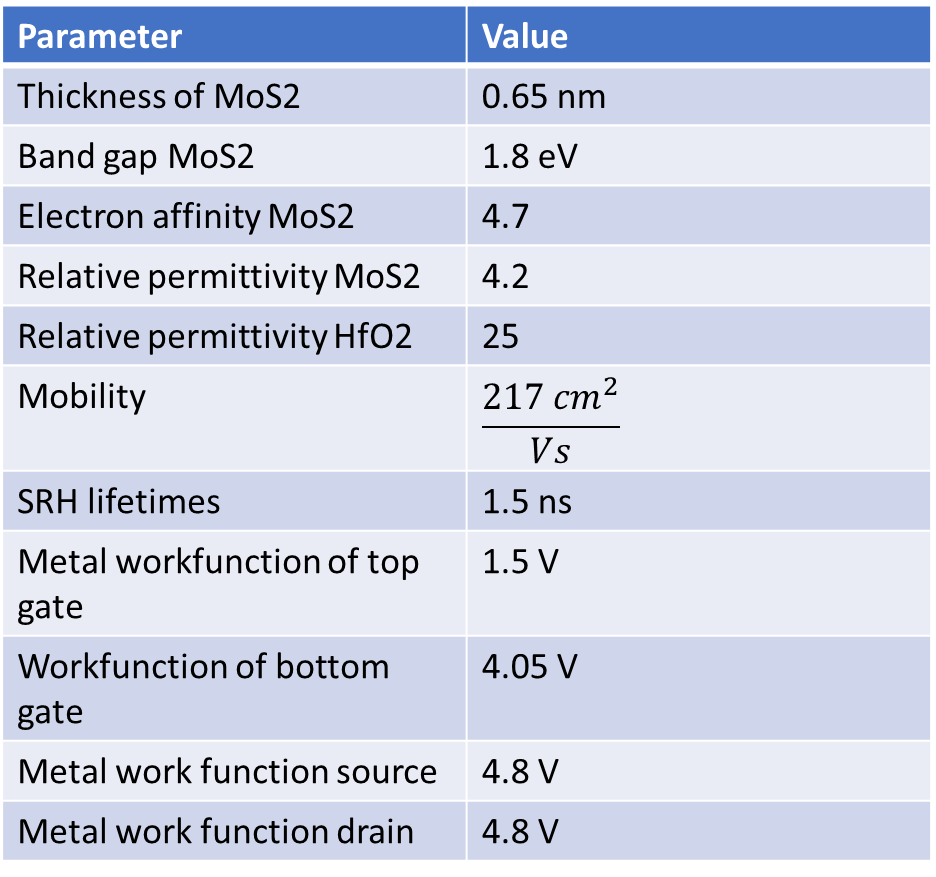 Parameter Value
Thickness of MoS2 0.65 nm
Band gap MoS2 1.8 eV
Electron affinity MoS2 4.7
Relative permittivity MoS2 4.2
Relative permittivity HfO2 25
Mobility 217 cm²
Vs
SRH lifetimes 1.5 ns
Metal workfunction of top 1.5 V
gate
Workfunction of bottom 4.05 V
gate
Metal work function source 4.8 V
Metal work function drain 4.8 V